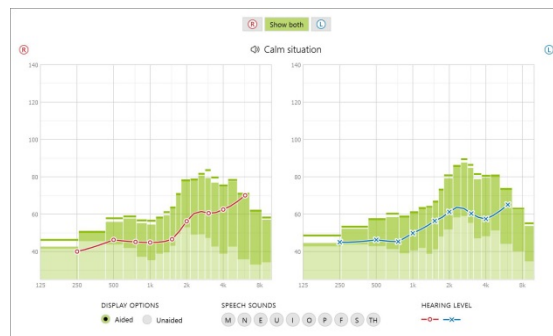 R Show both L
Calm situation
R L
140 140
120 120
100 100
80 80
60 60
40 40
125 250 500 1k 2k 4k 8k 125 250 500 1k 2k 4k 8k
DISPLAY OPTIONS SPEECH SOUNDS HEARING LEVEL
Aided Unaided M N E U I O P F S TH